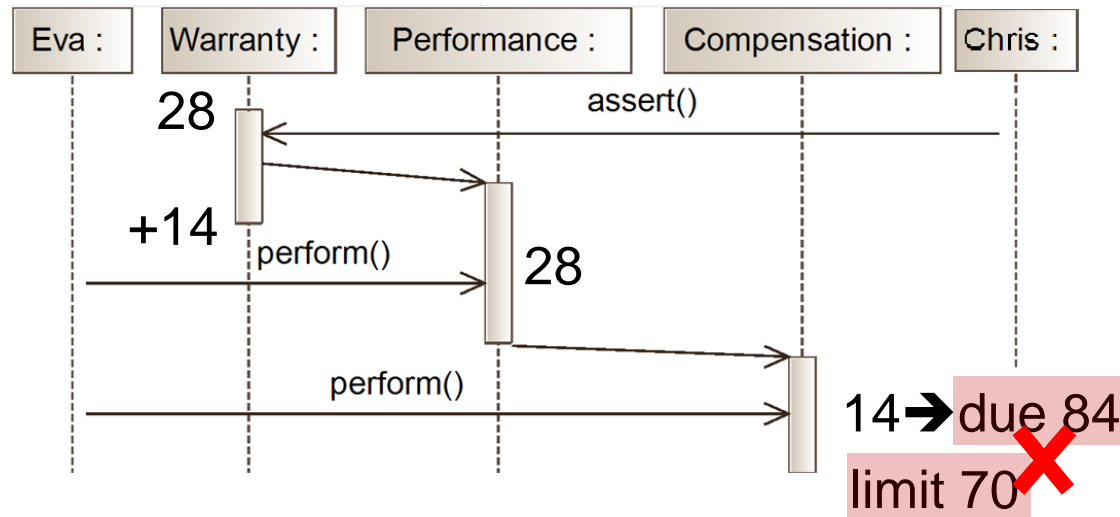 Eva :
Warranty :
Performance :
Compensation :
Chris :
assert()
28
+14
perform()
28
perform()
14➔due 84
limit 70